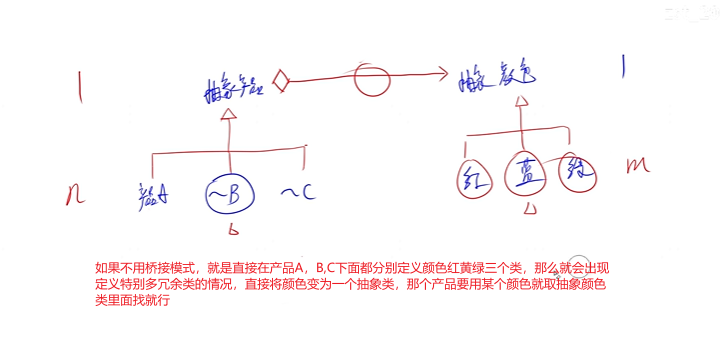 1
抽象产品
抽象颜色
1
n
产品A
~B
~C
红
蓝
绿
m
b
如果不用桥接模式，就是直接在产品A，B,C下面都分别定义颜色红黄绿三个类，那么就会出现
定义特别多冗余类的情况，直接将颜色变为一个抽象类，那个产品要用某个颜色就取抽象颜色
类里面找就行